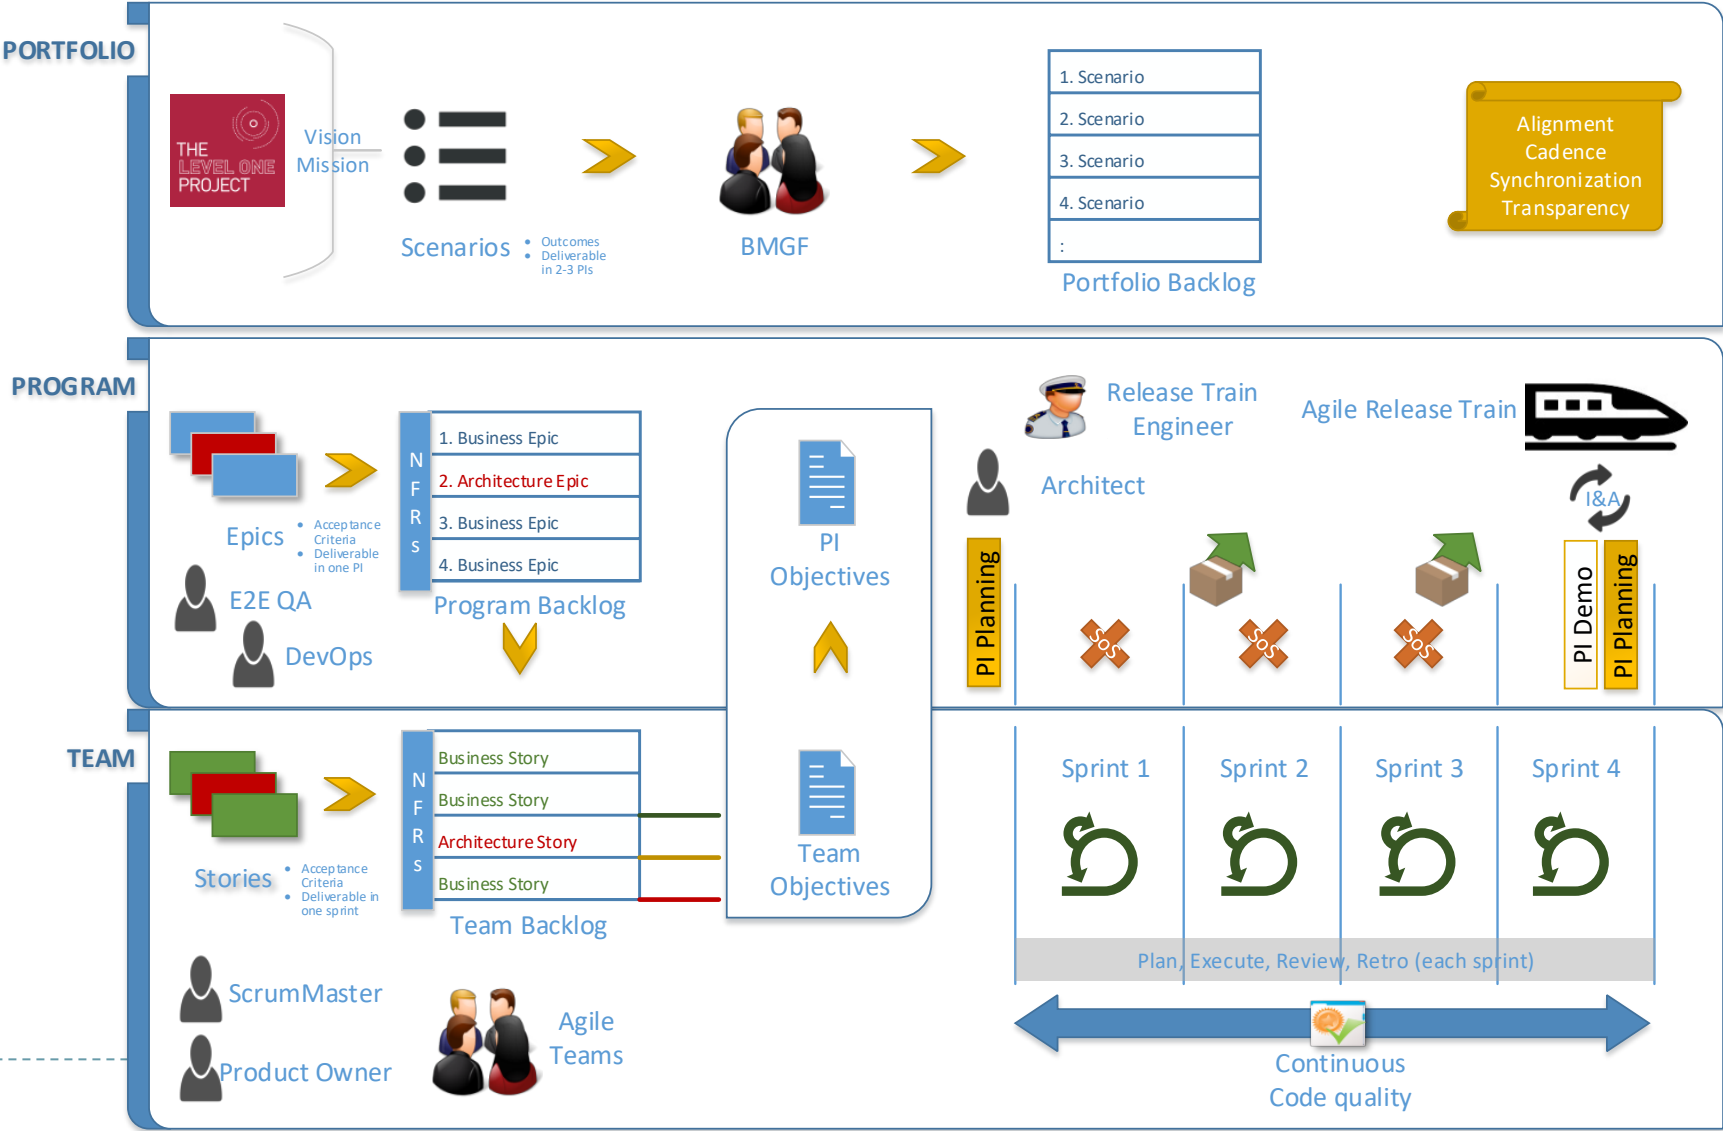 PORTFOLIO
THE
LEVEL ONE
PROJECT
Vision
Mission
Scenarios
• Outcomes
• Deliverable
in 2-3 PIs
BMGF
1. Scenario
2. Scenario
3. Scenario
4. Scenario
:
Portfolio Backlog
Alignment
Cadence
Synchronization
Transparency
PROGRAM
Epics
• Acceptance
Criteria
• Deliverable
in one PI
E2E QA
DevOps
NFRs
1. Business Epic
2. Architecture Epic
3. Business Epic
4. Business Epic
Program Backlog
PI
Objectives
Release Train
Engineer
Agile Release Train
Architect
I&A
PI Planning
SoS
SoS
SoS
PI Demo
PI Planning
TEAM
Stories
• Acceptance
Criteria
• Deliverable in
one sprint
NFRs
Business Story
Business Story
Architecture Story
Business Story
Team Backlog
Team
Objectives
ScrumMaster
Product Owner
Agile
Teams
Sprint 1
Sprint 2
Sprint 3
Sprint 4
Plan, Execute, Review, Retro (each sprint)
Continuous
Code quality